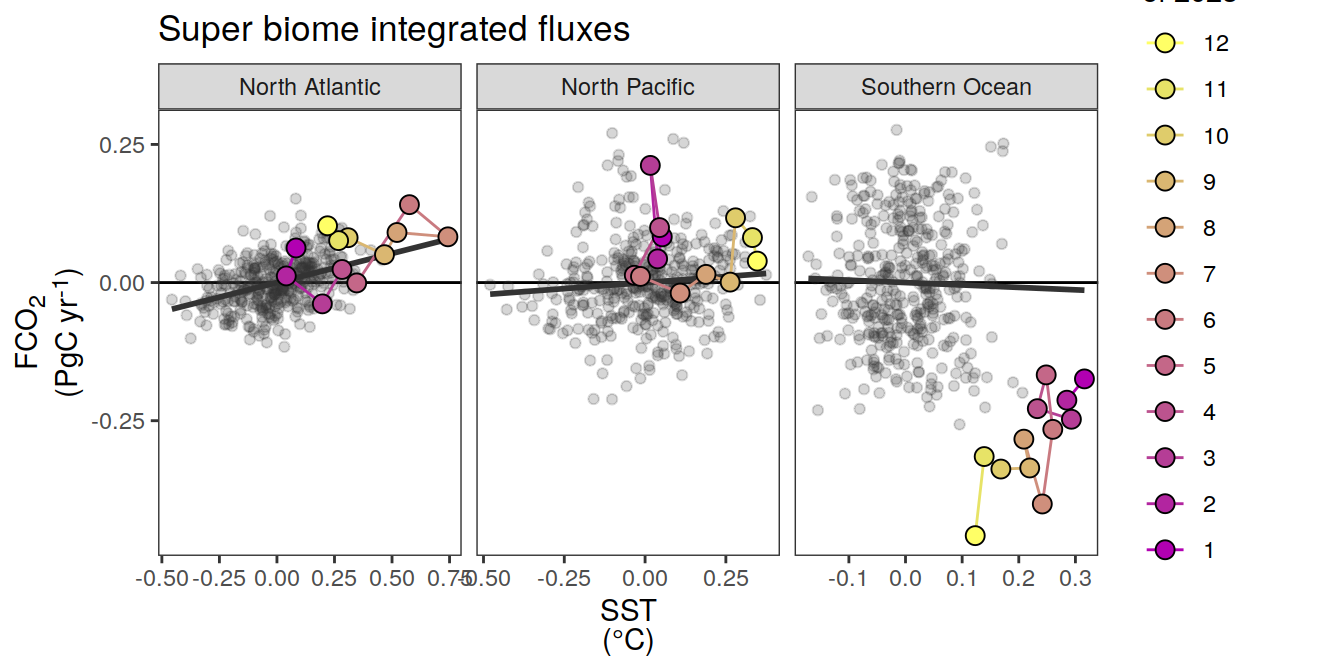 Super biome integrated fluxes
North Atlantic
North Pacific
Southern Ocean
0.25
0.00
-0.25
FCO2
(PgC yr⁻¹)
-0.50 -0.25 0.00 0.25 0.50 0.75
-0.50 -0.25 0.00 0.25
-0.1 0.0 0.1 0.2 0.3
SST
(°C)
12
11
10
9
8
7
6
5
4
3
2
1